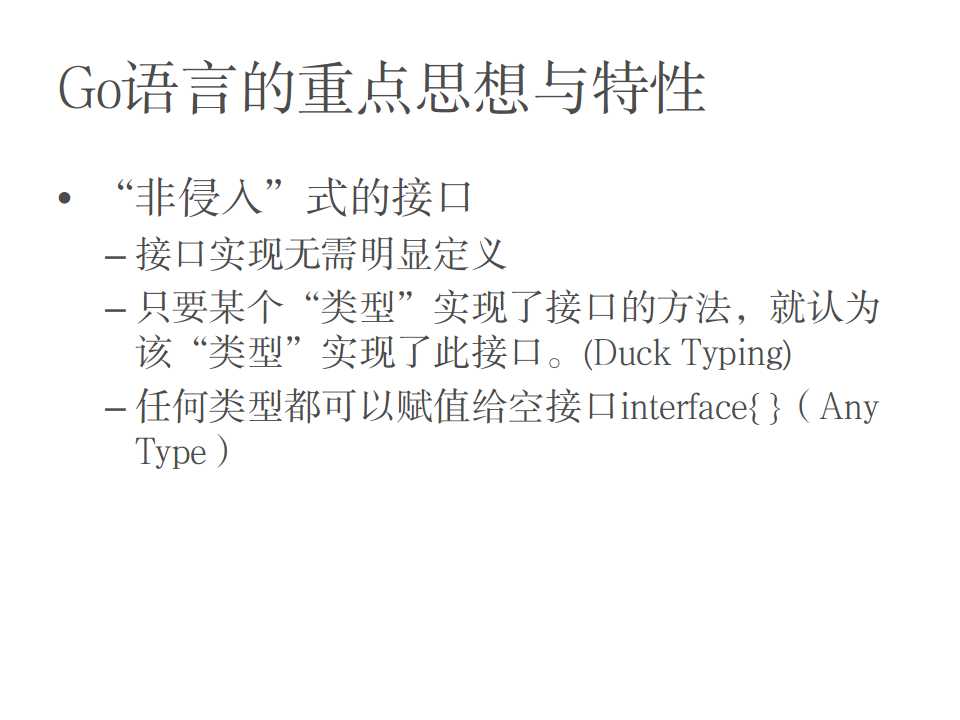 Go语言的重点思想与特性
• “非侵入”式的接口
– 接口实现无需明显定义
– 只要某个“类型”实现了接口的方法，就认为
该“类型”实现了此接口。(Duck Typing)
– 任何类型都可以赋值给空接口interface{ }（ Any
Type ）